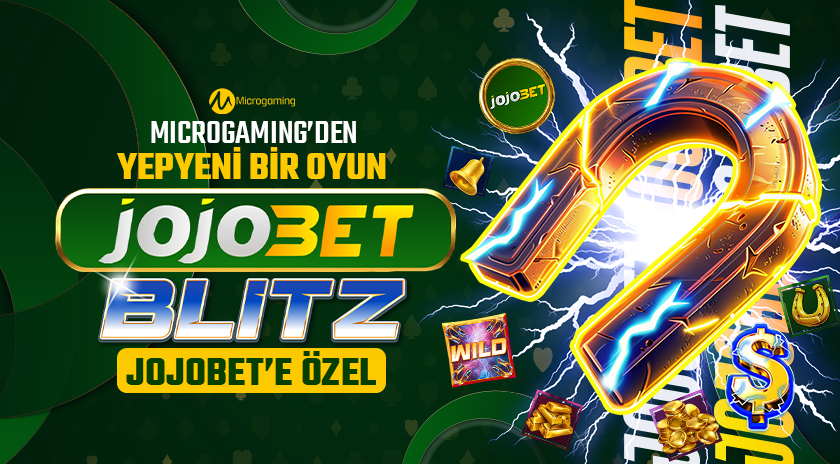 Microgaming
MICROGAMING'DEN
YEPYENİ BİR OYUN
JOJOBET
BLITZ
JOJOBET'E ÖZEL
JOJOBET
WILD
$